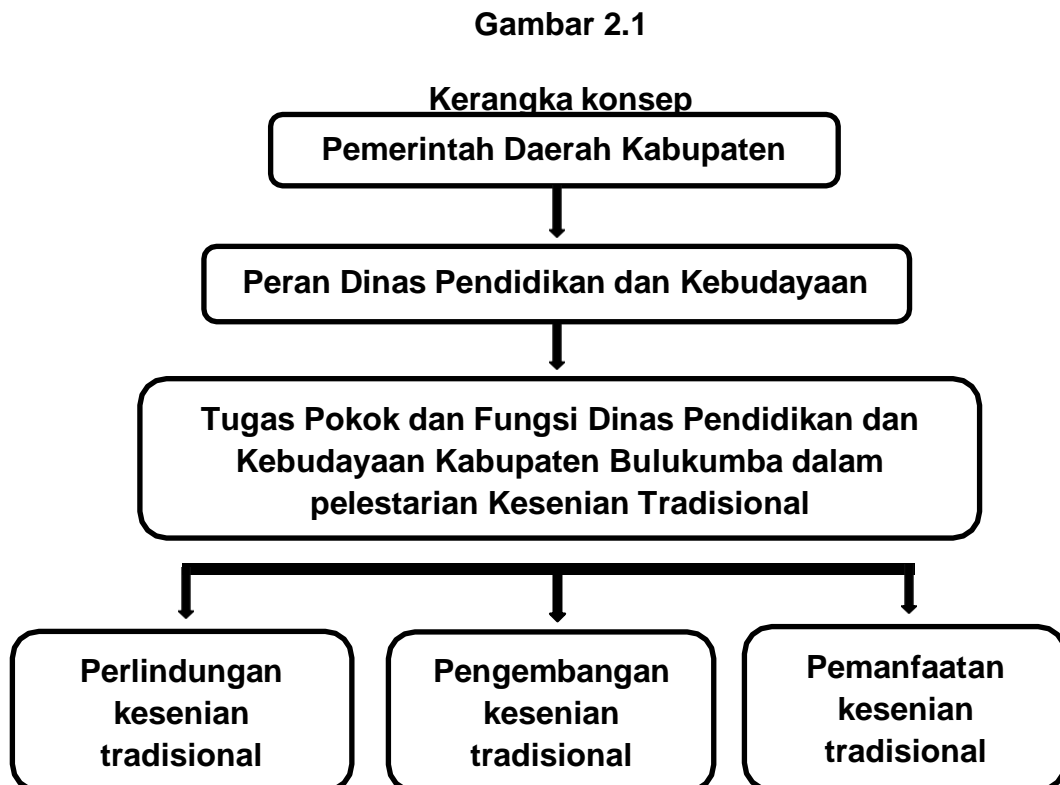 Gambar 2.1
Kerangka konsep
Pemerintah Daerah Kabupaten
Peran Dinas Pendidikan dan Kebudayaan
Tugas Pokok dan Fungsi Dinas Pendidikan dan
Kebudayaan Kabupaten Bulukumba dalam
pelestarian Kesenian Tradisional
Perlindungan
kesenian
tradisional
Pengembangan
kesenian
tradisional
Pemanfaatan
kesenian
tradisional